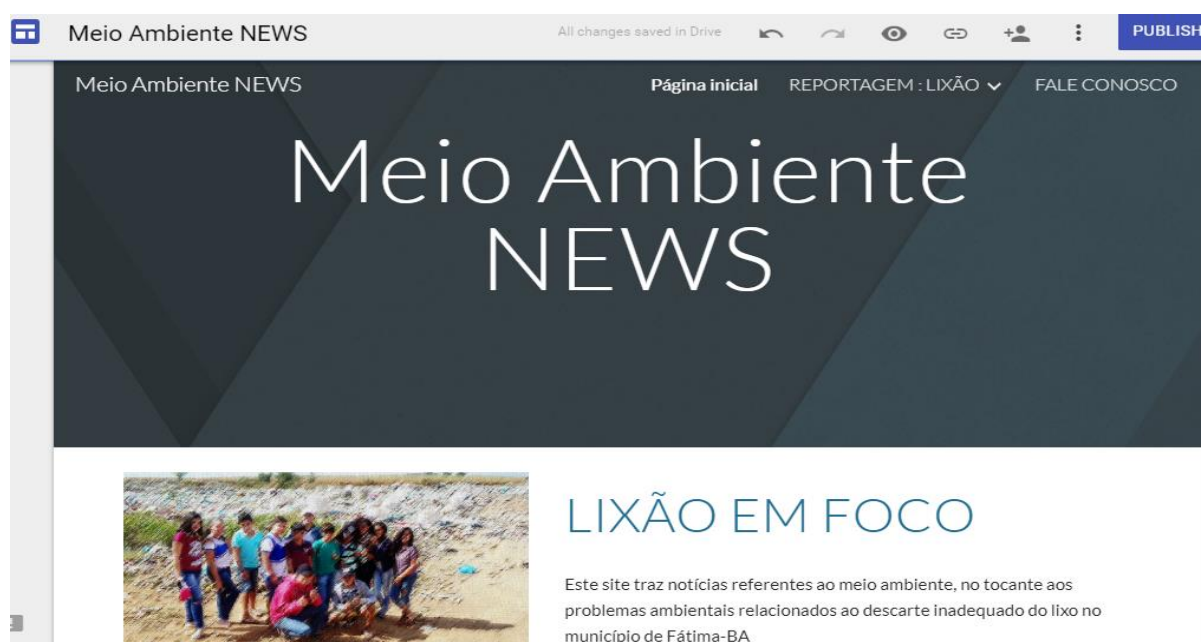 Meio Ambiente NEWS
All changes saved in Drive
PUBLISH
Meio Ambiente NEWS
Página inicial
REPORTAGEM : LIXÃO
FALE CONOSCO
Meio Ambiente
NEWS
LIXÃO EM FOCO
Este site traz notícias referentes ao meio ambiente, no tocante aos
problemas ambientais relacionados ao descarte inadequado do lixo no
município de Fátima-BA